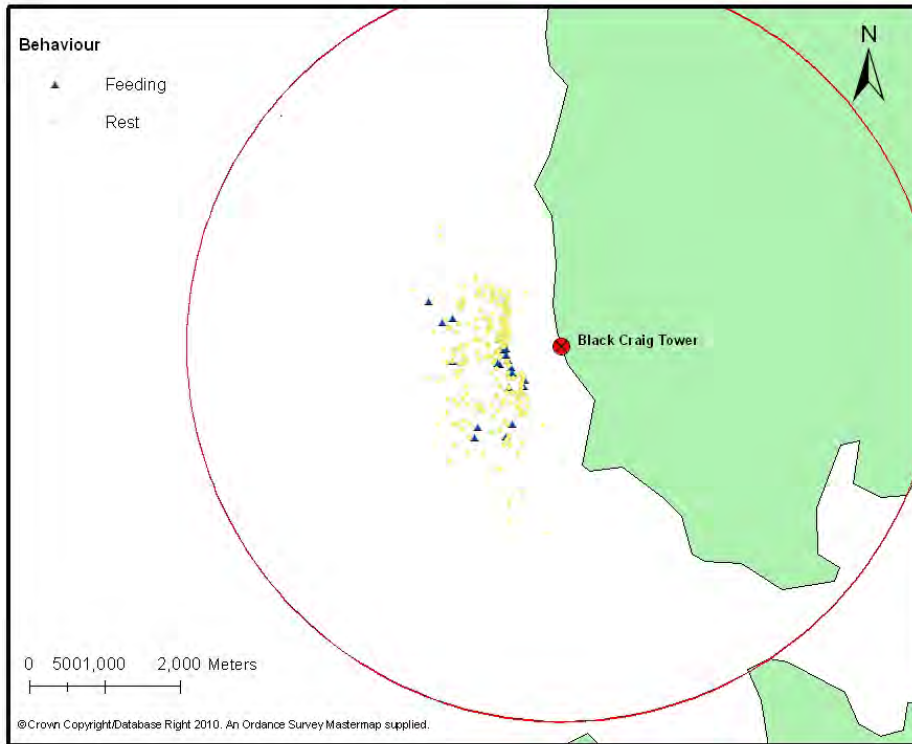 Behaviour
Feeding
Rest
N
Black Craig Tower
0 5001,000 2,000 Meters
©Crown Copyright/Database Right 2010. An Ordance Survey Mastermap supplied.